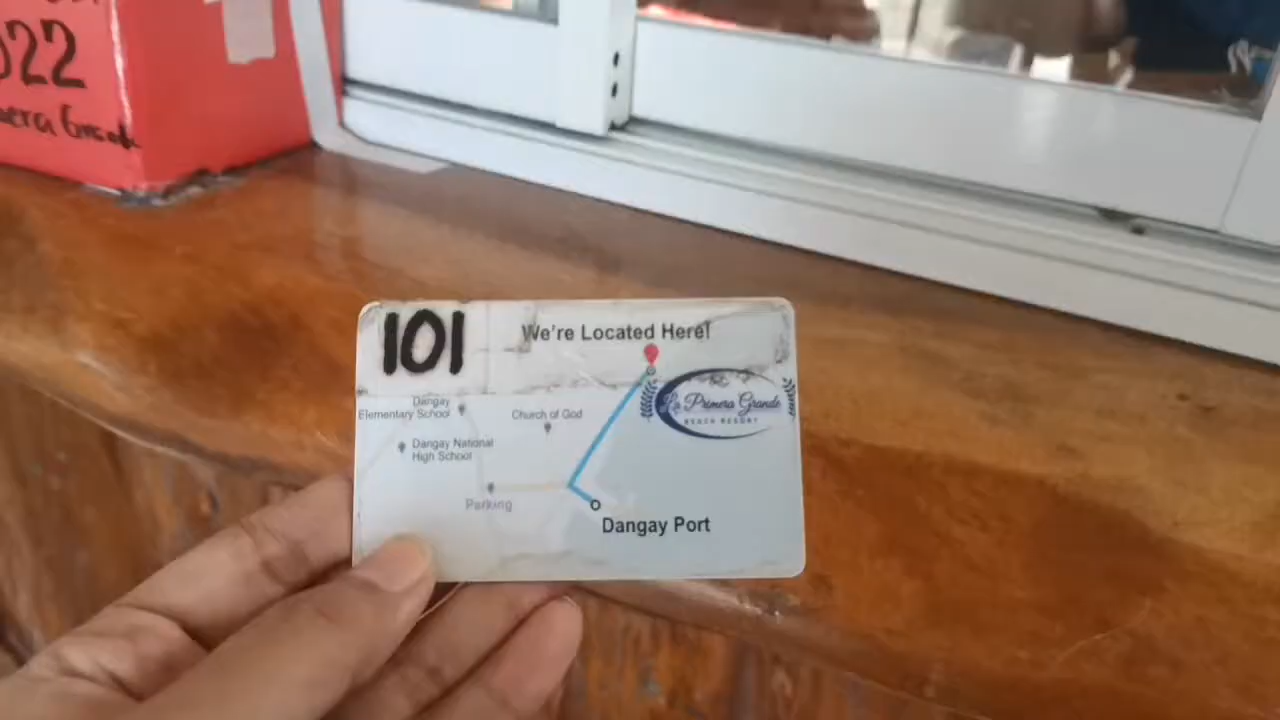 022
101
We're Located Here!
La Primera Grande
BEACH RESORT
Dangay
Elementary School
Church of God
Dangay National
High School
Parking
Dangay Port